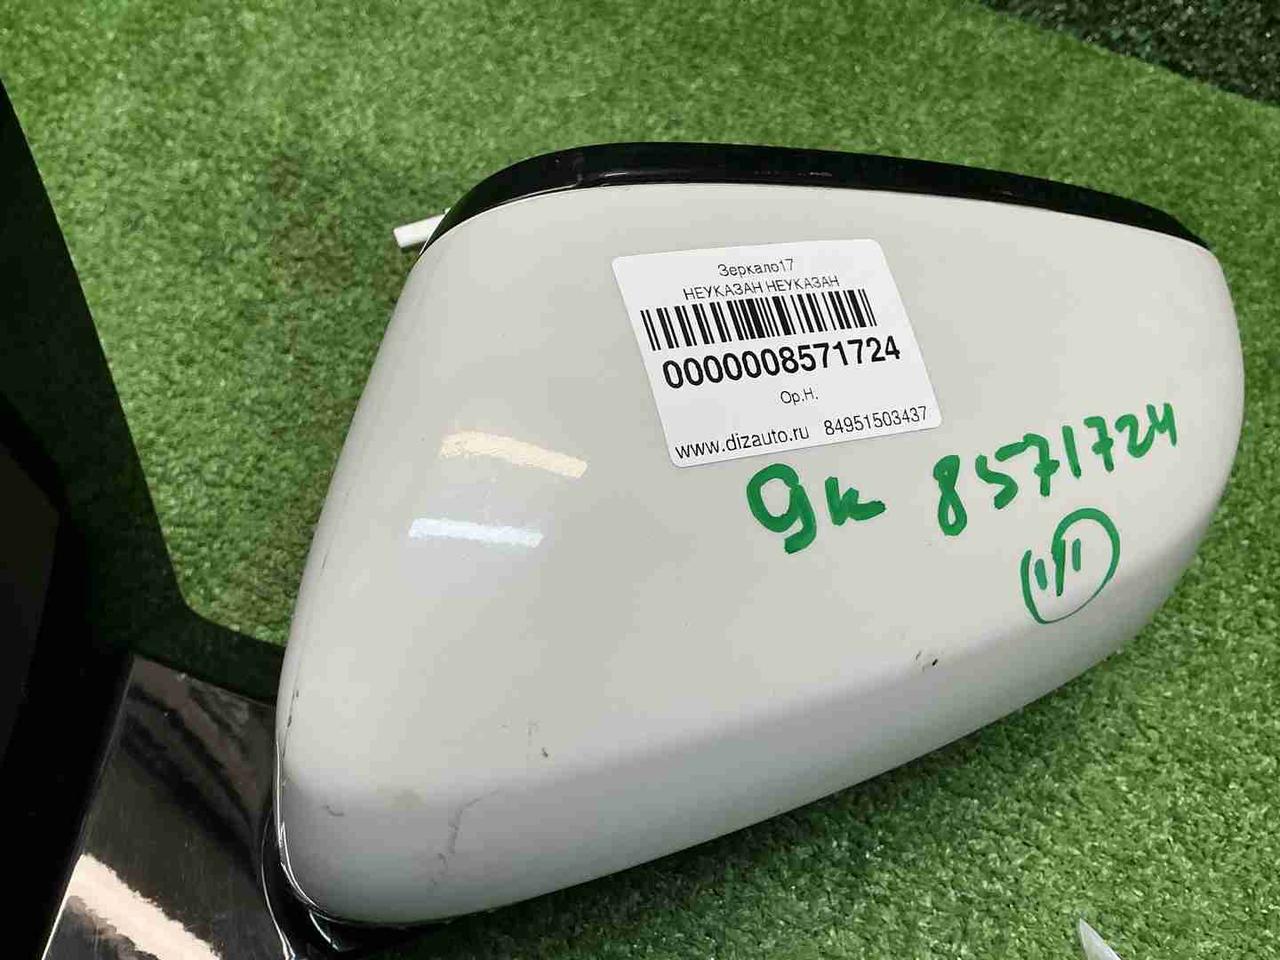 Зеркало17
НЕУКАЗАН НЕУКАЗАН
0000008571724
Ор.Н.
www.dizauto.ru 84951503437
9к 8571724